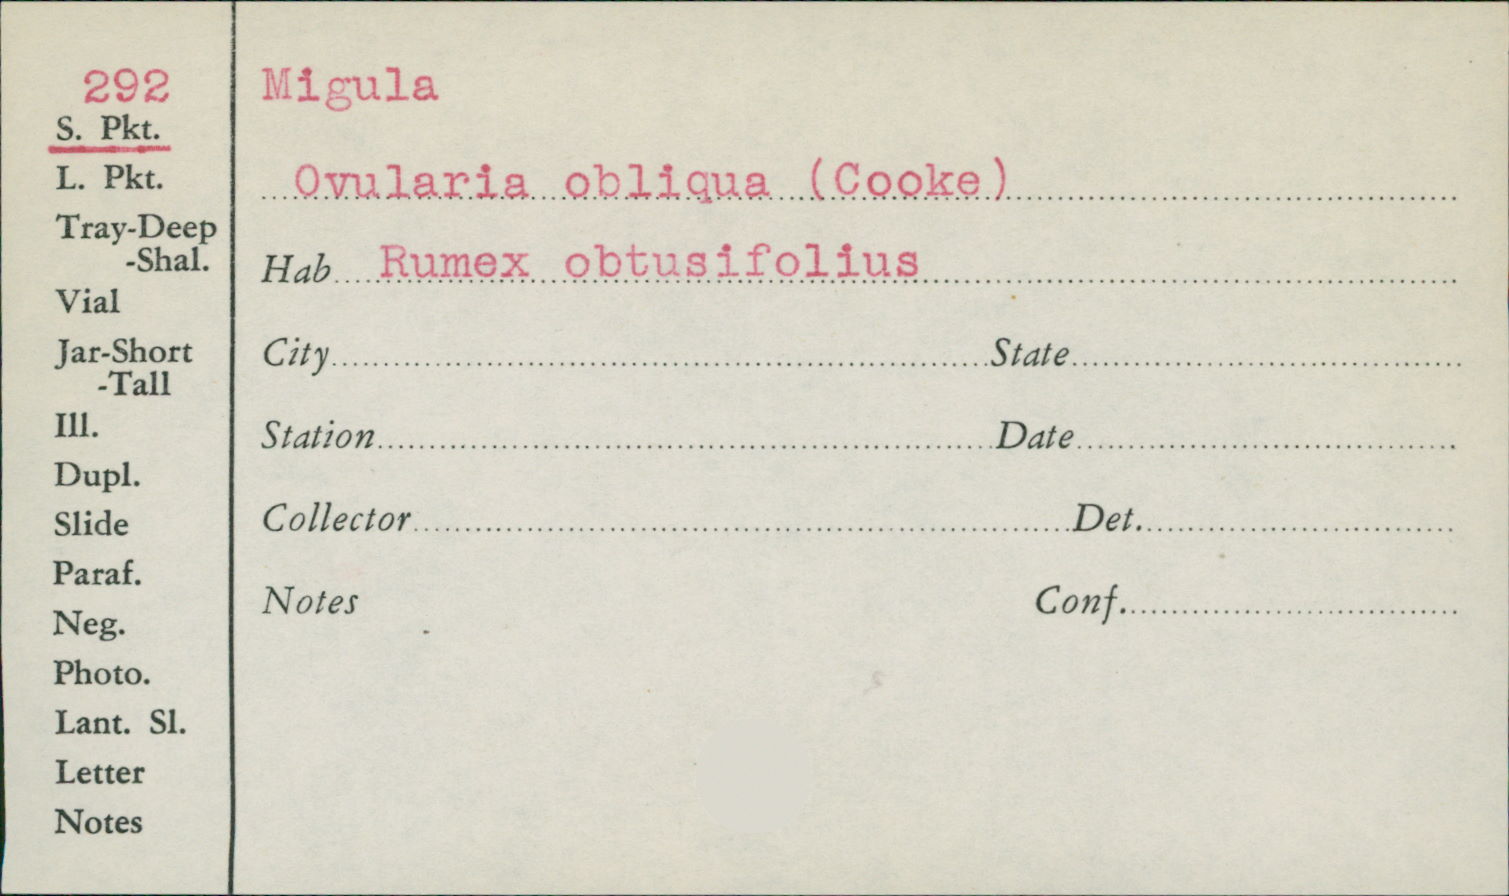 292
S. Pkt.
L. Pkt.
Tray-Deep
-Shal.
Vial
Jar-Short
-Tall
Ill.
Dupl.
Slide
Paraf.
Neg.
Photo.
Lant. Sl.
Letter
Notes
Migula
Ovularia obliqua (Cooke)
Hab Rumex obtusifolius
City State
Station Date
Collector Det.
Notes Conf.